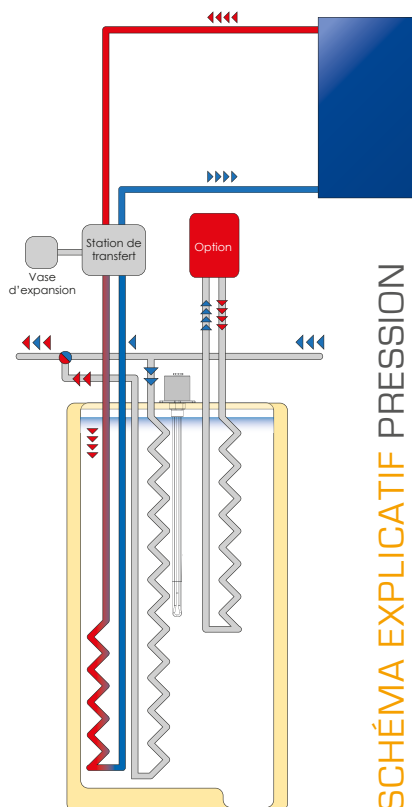 Station de
transfert
Option
Vase
d'expansion
SCHÉMA EXPLICATIF PRESSION